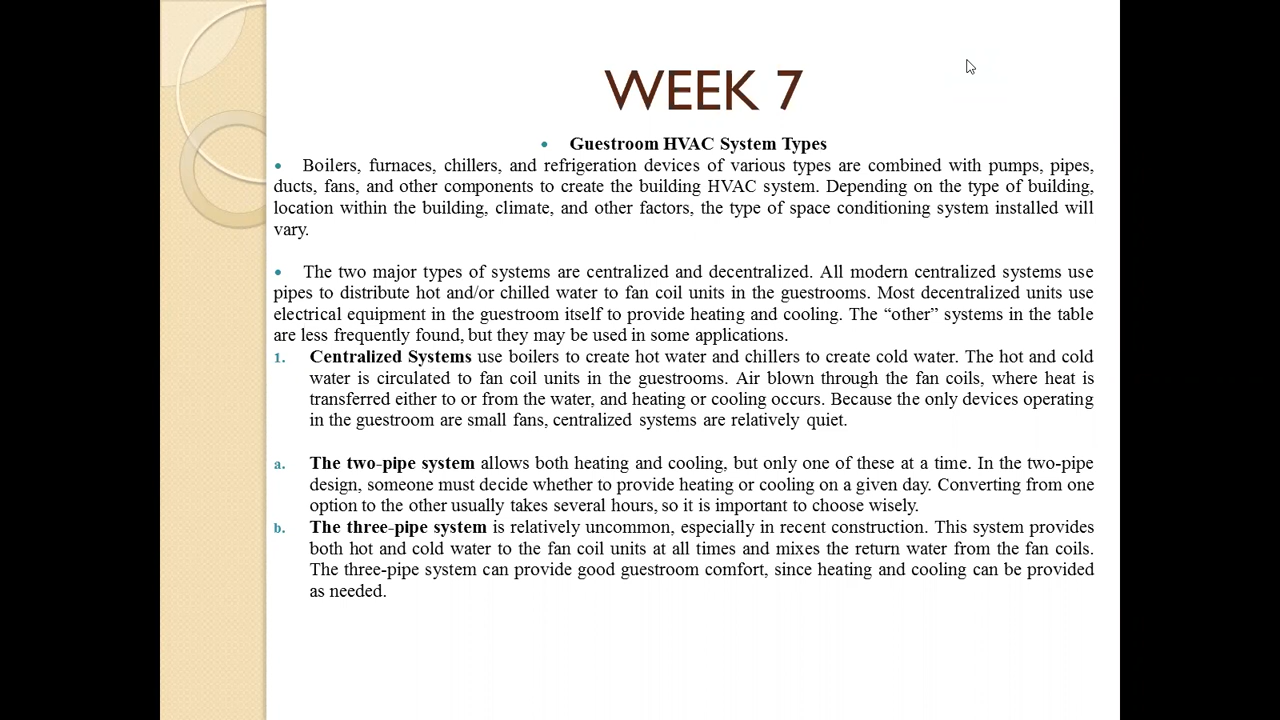 WEEK 7
• Guestroom HVAC System Types
• Boilers, furnaces, chillers, and refrigeration devices of various types are combined with pumps, pipes,
ducts, fans, and other components to create the building HVAC system. Depending on the type of building,
location within the building, climate, and other factors, the type of space conditioning system installed will
vary.
• The two major types of systems are centralized and decentralized. All modern centralized systems use
pipes to distribute hot and/or chilled water to fan coil units in the guestrooms. Most decentralized units use
electrical equipment in the guestroom itself to provide heating and cooling. The “other” systems in the table
are less frequently found, but they may be used in some applications.
1. Centralized Systems use boilers to create hot water and chillers to create cold water. The hot and cold
water is circulated to fan coil units in the guestrooms. Air blown through the fan coils, where heat is
transferred either to or from the water, and heating or cooling occurs. Because the only devices operating
in the guestroom are small fans, centralized systems are relatively quiet.
a. The two-pipe system allows both heating and cooling, but only one of these at a time. In the two-pipe
design, someone must decide whether to provide heating or cooling on a given day. Converting from one
option to the other usually takes several hours, so it is important to choose wisely.
b. The three-pipe system is relatively uncommon, especially in recent construction. This system provides
both hot and cold water to the fan coil units at all times and mixes the return water from the fan coils.
The three-pipe system can provide good guestroom comfort, since heating and cooling can be provided
as needed.